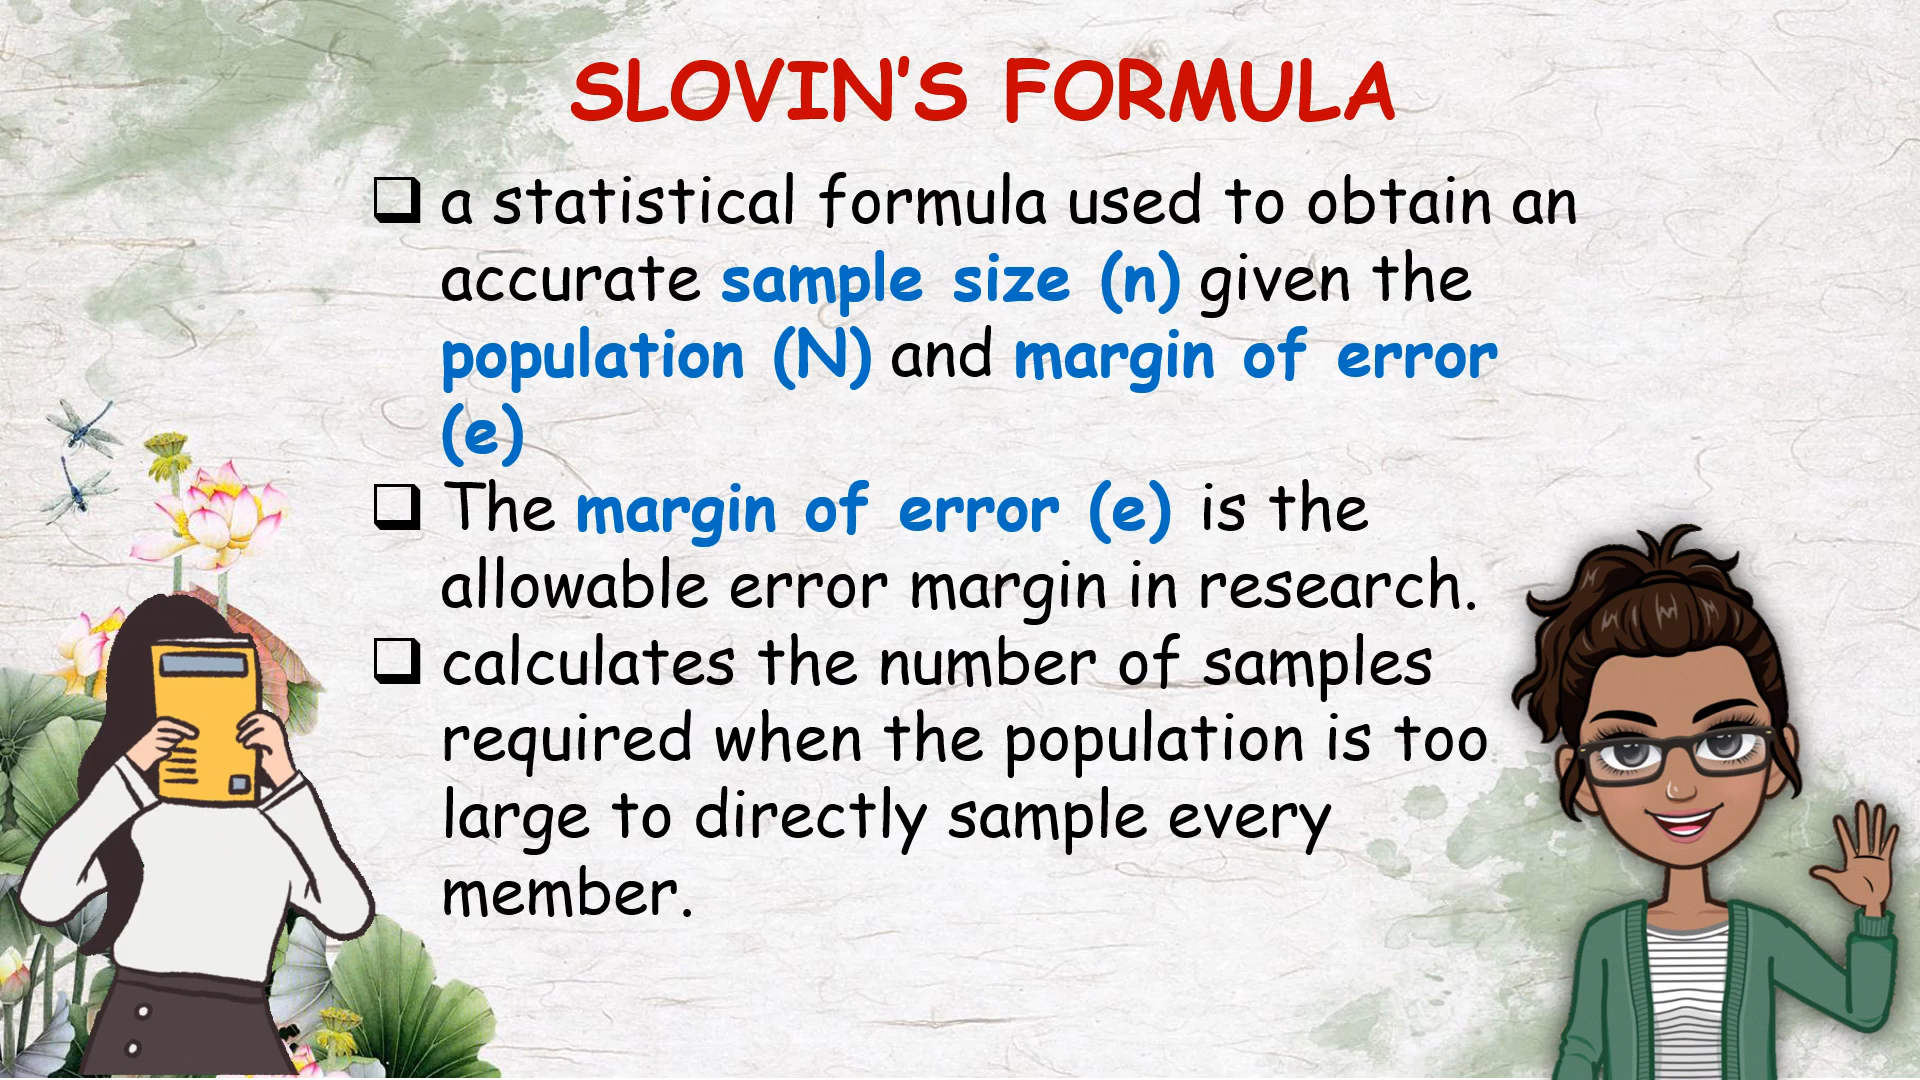 SLOVIN'S FORMULA
❑ a statistical formula used to obtain an
accurate sample size (n) given the
population (N) and margin of error
(e)
❑ The margin of error (e) is the
allowable error margin in research.
❑ calculates the number of samples
required when the population is too
large to directly sample every
member.